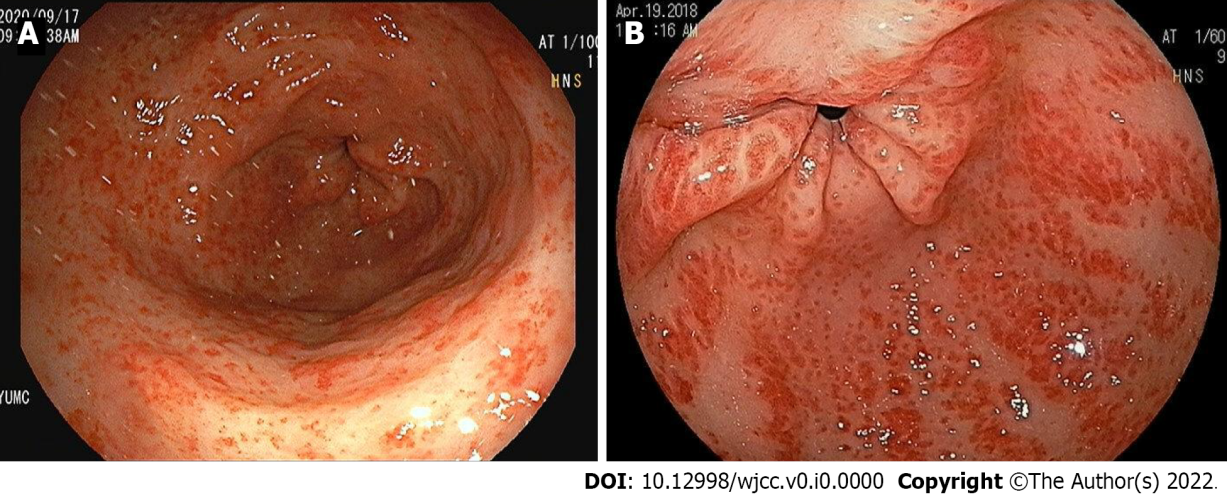 2020/09/17
38AM
A
AT 1/100
HNS
YUMC
Apr.19.2018
:16 AM
B
AT 1/60
9
HNS
DOI: 10.12998/wjcc.v0.i0.0000 Copyright ©The Author(s) 2022.